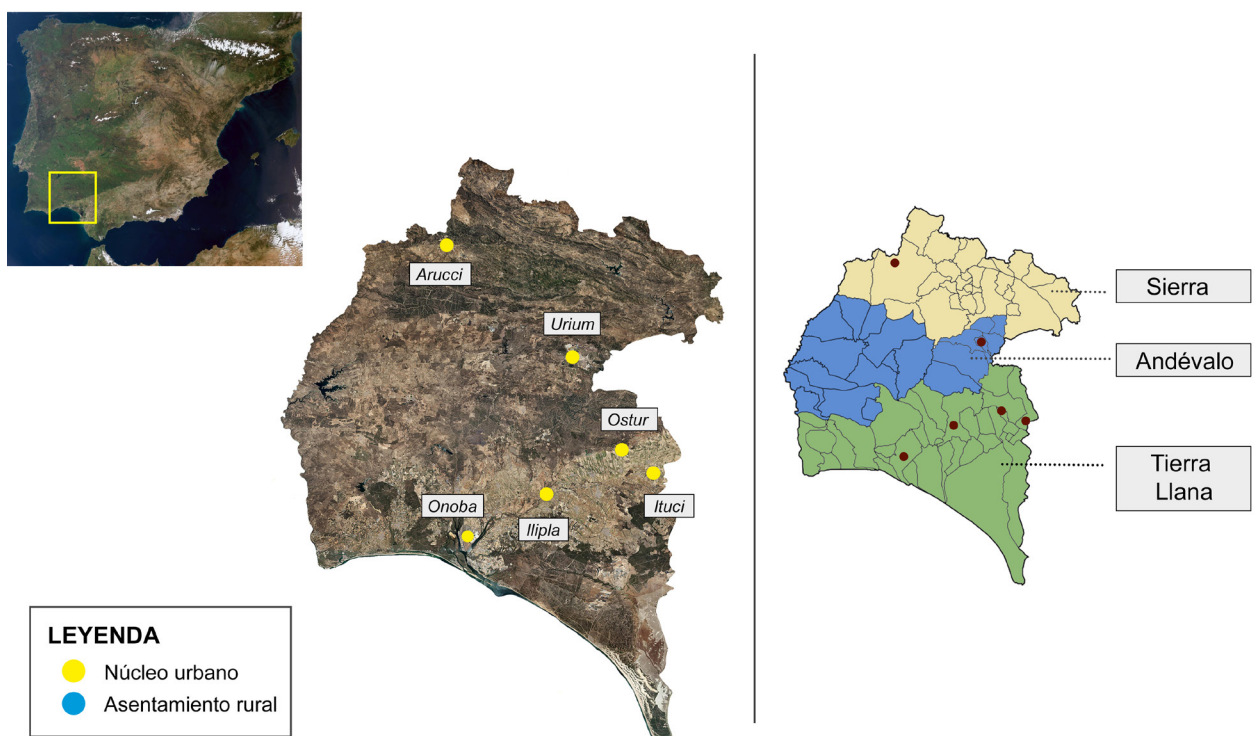 Arucci
Urium
Ostur
Onoba
Ilipla
Ituci
LEYENDA
Núcleo urbano
Asentamiento rural
Sierra
Andévalo
Tierra
Llana